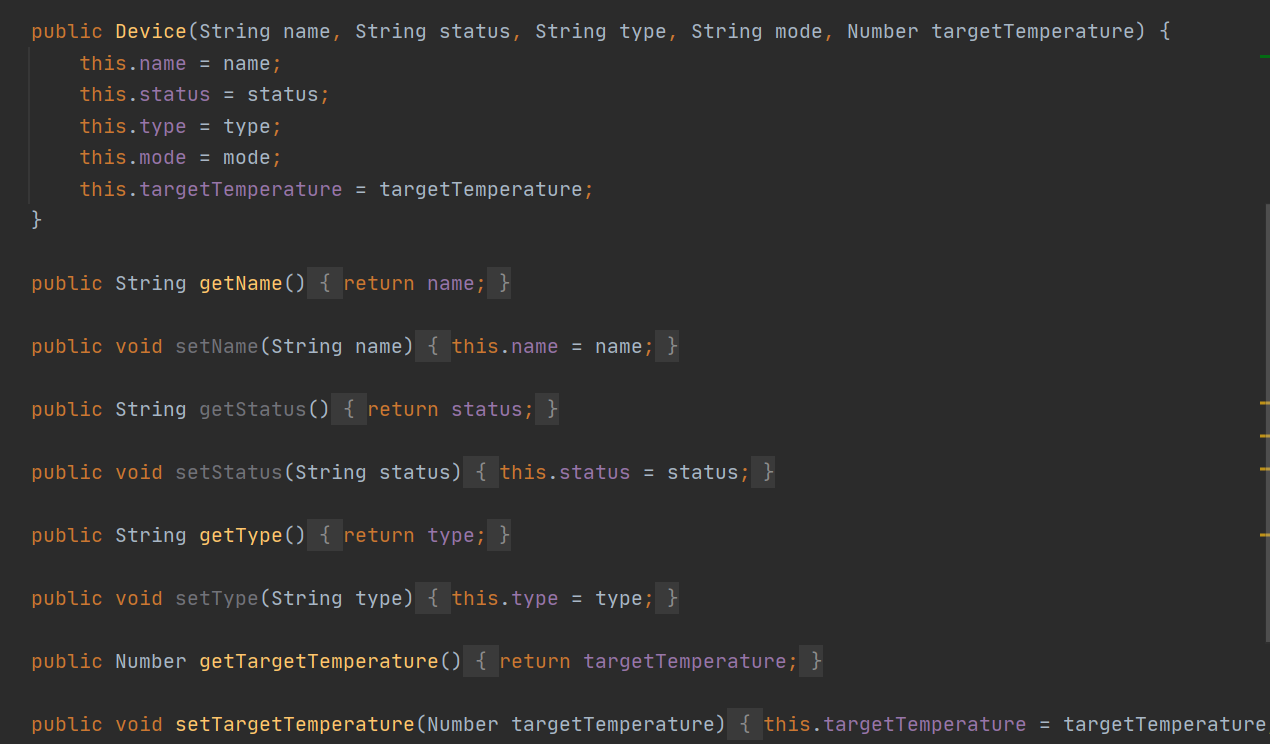 public Device(String name, String status, String type, String mode, Number targetTemperature) {
    this.name = name;
    this.status = status;
    this.type = type;
    this.mode = mode;
    this.targetTemperature = targetTemperature;
}
public String getName() { return name; }
public void setName(String name) { this.name = name; }
public String getStatus() { return status; }
public void setStatus(String status) { this.status = status; }
public String getType() { return type; }
public void setType(String type) { this.type = type; }
public Number getTargetTemperature() { return targetTemperature; }
public void setTargetTemperature(Number targetTemperature) { this.targetTemperature = targetTemperature